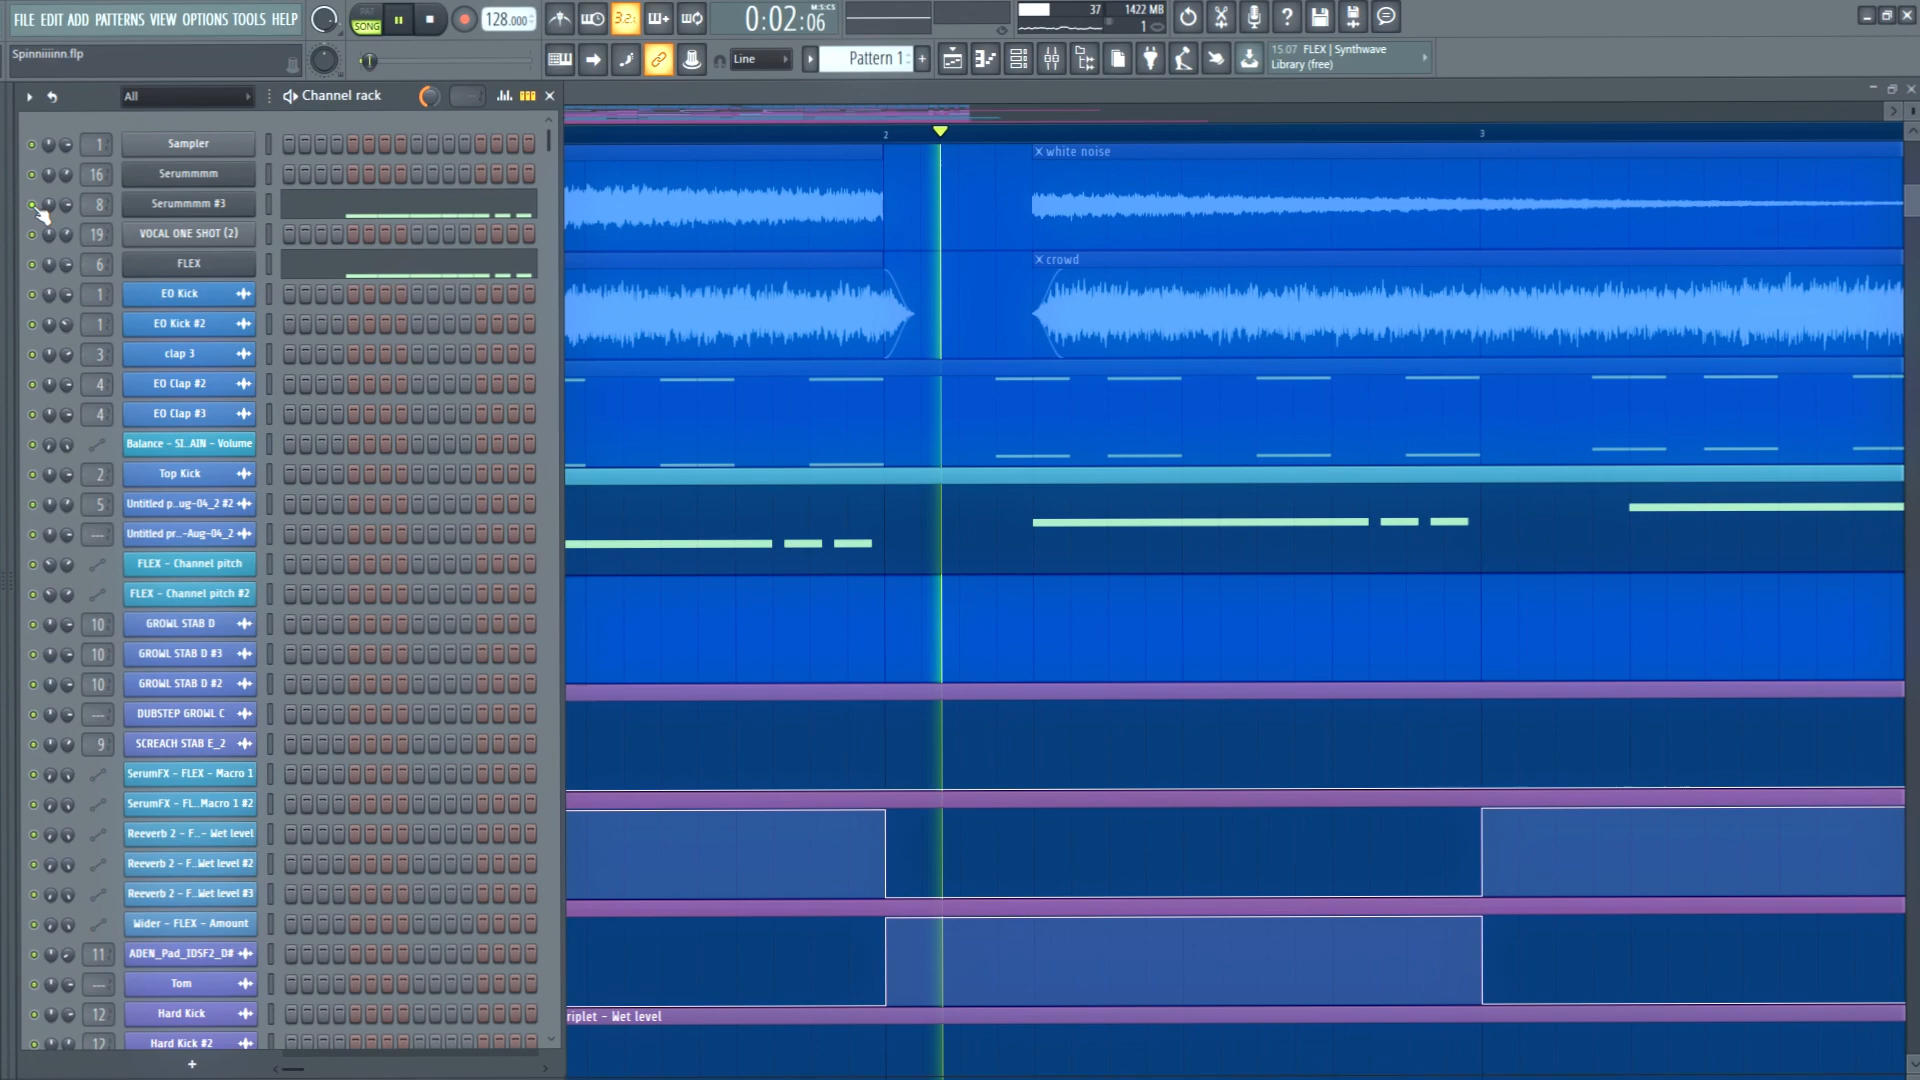 FILE EDIT ADD PATTERNS VIEW OPTIONS TOOLS HELP
PAT
SONG
128.000
3.2.
0:02:06
M:S:CS
37
1422 MB
1
Spinniiiinn.flp
Line
Pattern 1
+
15.07 FLEX | Synthwave
Library (free)
All
Channel rack
1 Sampler
16 Serummmm
8 Serummmm #3
19 VOCAL ONE SHOT (2)
6 FLEX
1 EO Kick
1 EO Kick #2
3 clap 3
4 EO Clap #2
4 EO Clap #3
Balance - SI..AIN - Volume
2 Top Kick
5 Untitled p..ug-04_2 #2
--- Untitled pr..-Aug-04_2
FLEX - Channel pitch
FLEX - Channel pitch #2
10 GROWL STAB D
10 GROWL STAB D #3
10 GROWL STAB D #2
--- DUBSTEP GROWL C
9 SCREACH STAB E_2
SerumFX - FLEX - Macro 1
SerumFX - FL..Macro 1 #2
Reeverb 2 - F..- Wet level
Reeverb 2 - F..Wet level #2
Reeverb 2 - F..Wet level #3
Wider - FLEX - Amount
11 ADEN_Pad_IDSF2_D#
--- Tom
12 Hard Kick
12 Hard Kick #2
+
2
3
white noise
crowd
riplet - Wet level